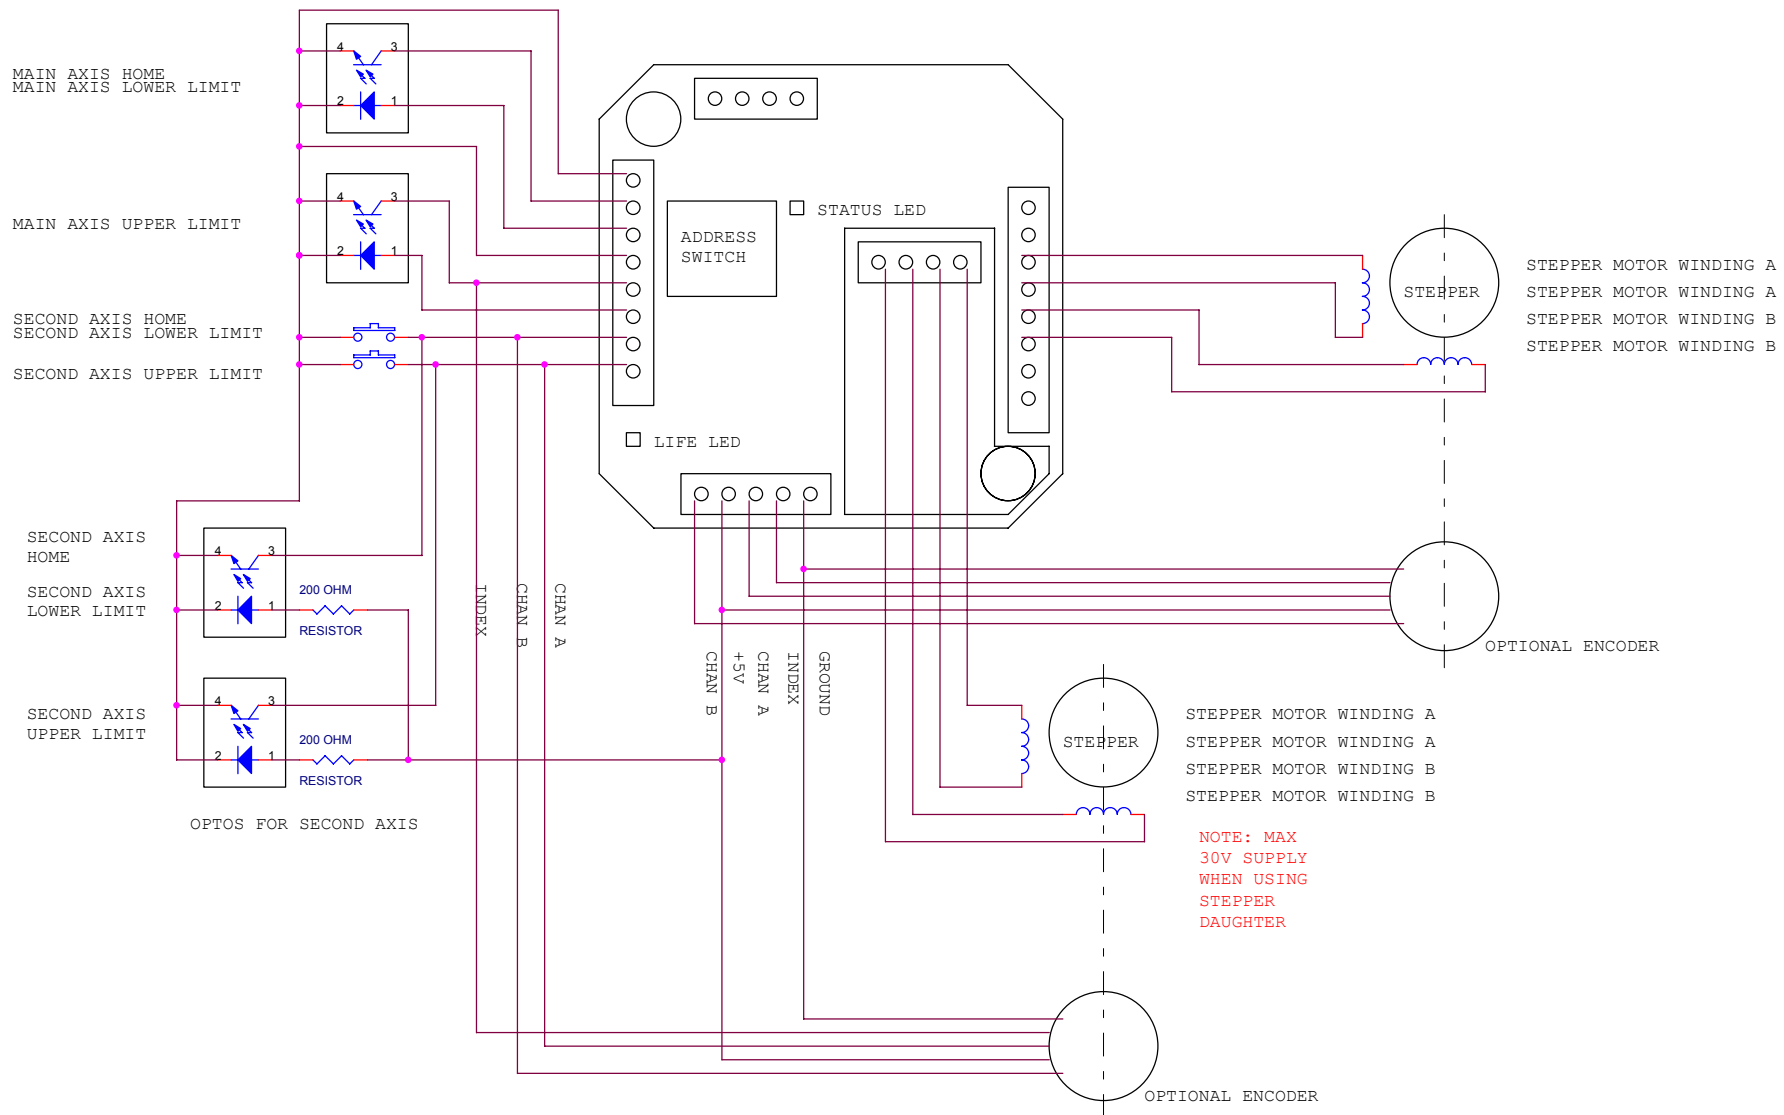 4 3
MAIN AXIS HOME
MAIN AXIS LOWER LIMIT
2 1
4 3
MAIN AXIS UPPER LIMIT
2 1
SECOND AXIS HOME
SECOND AXIS LOWER LIMIT
SECOND AXIS UPPER LIMIT
STATUS LED
ADDRESS
SWITCH
LIFE LED
STEPPER
STEPPER MOTOR WINDING A
STEPPER MOTOR WINDING A
STEPPER MOTOR WINDING B
STEPPER MOTOR WINDING B
SECOND AXIS
HOME
4 3
SECOND AXIS
LOWER LIMIT
2 1
200 OHM
RESISTOR
INDEX
CHAN B
CHAN A
OPTIONAL ENCODER
CHAN B
+5V
CHAN A
INDEX
GROUND
SECOND AXIS
UPPER LIMIT
4 3
2 1
200 OHM
RESISTOR
OPTOS FOR SECOND AXIS
STEPPER
STEPPER MOTOR WINDING A
STEPPER MOTOR WINDING A
STEPPER MOTOR WINDING B
STEPPER MOTOR WINDING B
NOTE: MAX
30V SUPPLY
WHEN USING
STEPPER
DAUGHTER
OPTIONAL ENCODER